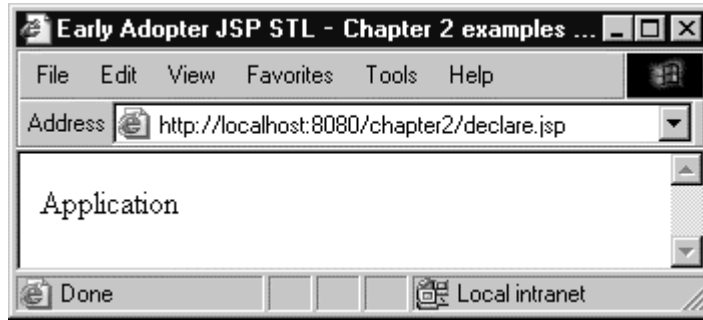 Early Adopter JSP STL - Chapter 2 examples ...
File Edit View Favorites Tools Help
Address http://localhost:8080/chapter2/declare.jsp
Application
Done Local intranet